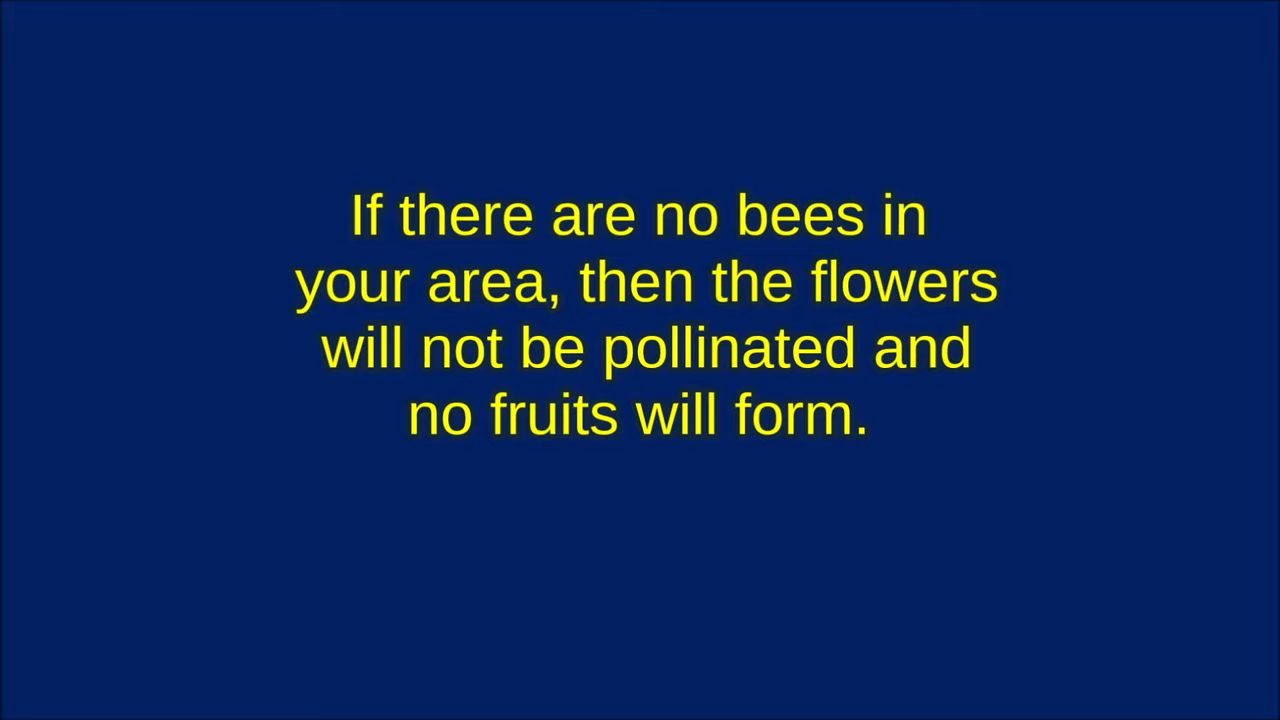 If there are no bees in
your area, then the flowers
will not be pollinated and
no fruits will form.